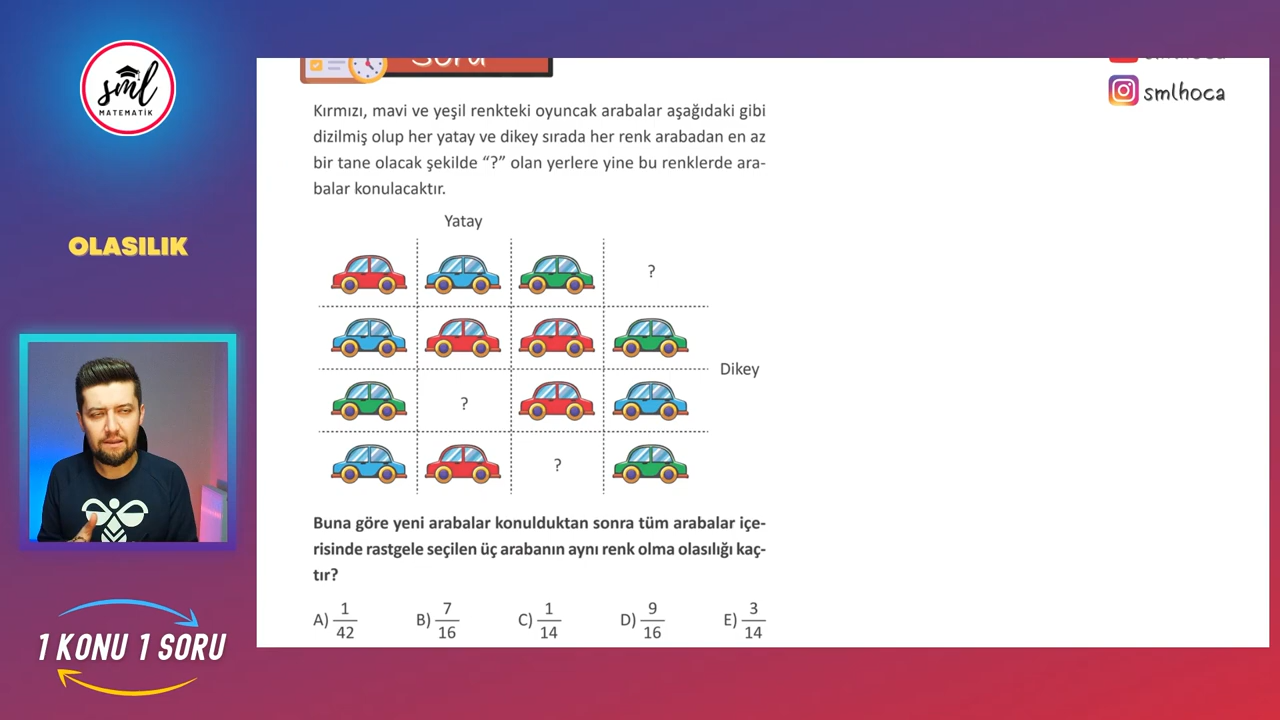 sml
MATEMATİK
OLASILIK
1 KONU 1 SORU
smlhoca
Kırmızı, mavi ve yeşil renkteki oyuncak arabalar aşağıdaki gibi
dizilmiş olup her yatay ve dikey sırada her renk arabadan en az
bir tane olacak şekilde “?” olan yerlere yine bu renklerde ara-
balar konulacaktır.
Yatay
?
Dikey
?
?
Buna göre yeni arabalar konulduktan sonra tüm arabalar içe-
risinde rastgele seçilen üç arabanın aynı renk olma olasılığı kaç-
tır?
A) 1/42 B) 7/16 C) 1/14 D) 9/16 E) 3/14